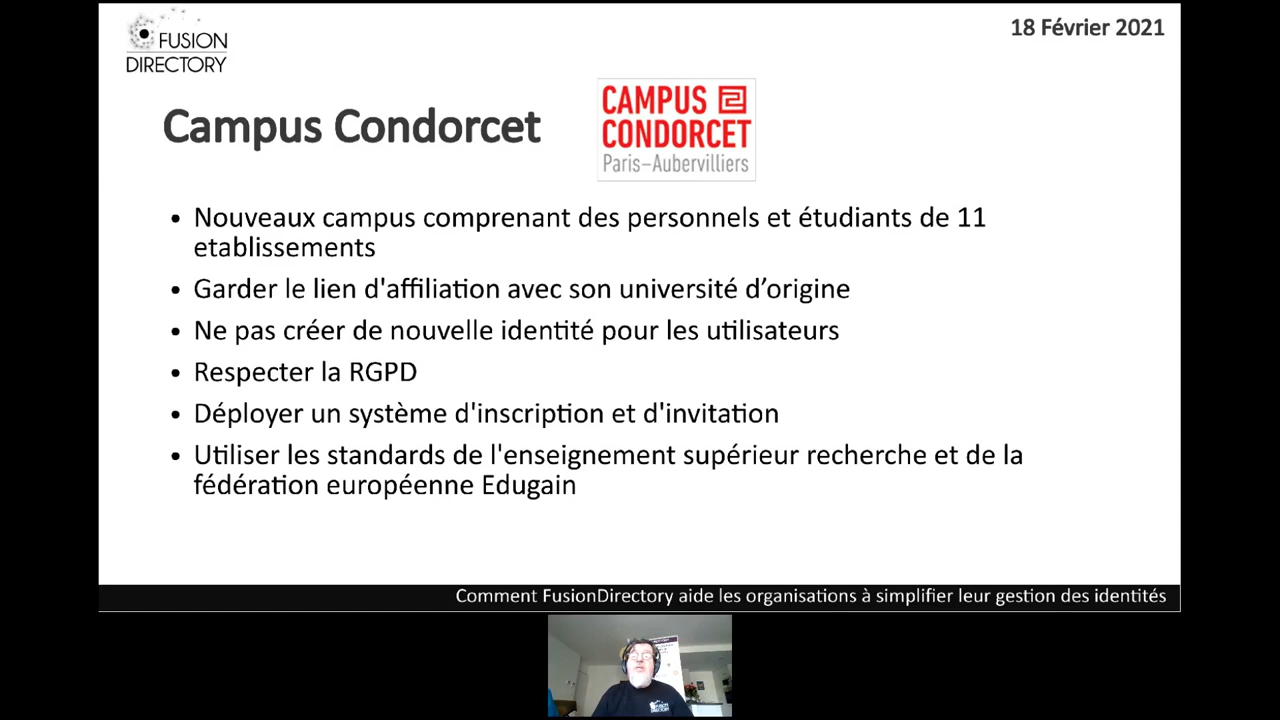 FUSION
DIRECTORY
18 Février 2021
Campus Condorcet
CAMPUS
CONDORCET
Paris–Aubervilliers
• Nouveaux campus comprenant des personnels et étudiants de 11
etablissements
• Garder le lien d'affiliation avec son université d’origine
• Ne pas créer de nouvelle identité pour les utilisateurs
• Respecter la RGPD
• Déployer un système d'inscription et d'invitation
• Utiliser les standards de l'enseignement supérieur recherche et de la
fédération européenne Edugain
Comment FusionDirectory aide les organisations à simplifier leur gestion des identités
FUSION
DIRECTORY